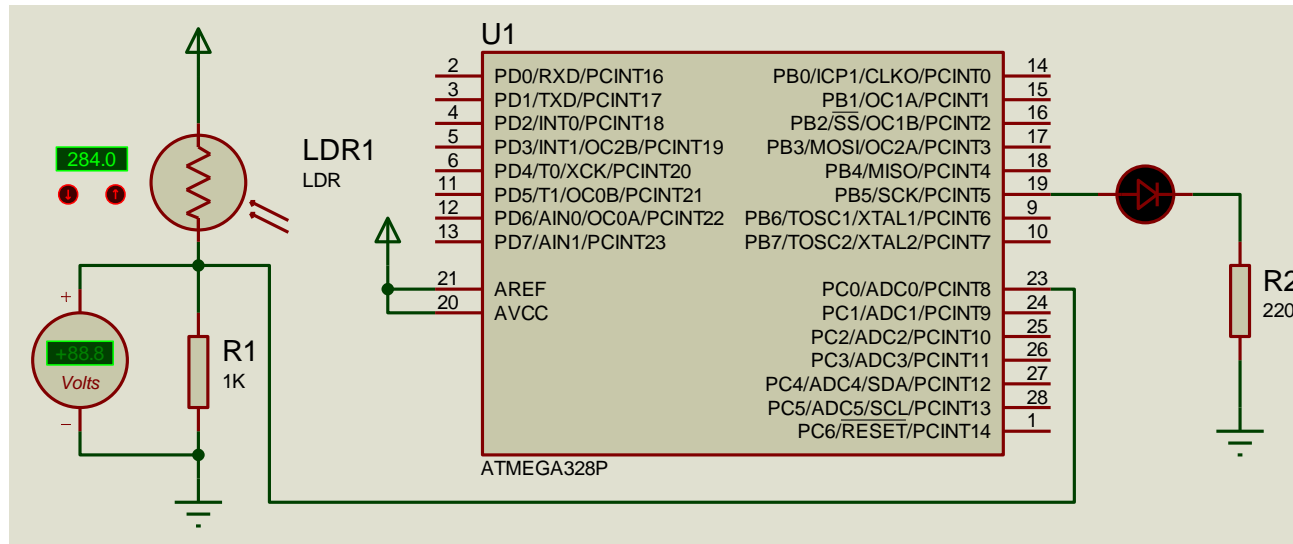 U1
2 PD0/RXD/PCINT16 PB0/ICP1/CLKO/PCINT0 14
3 PD1/TXD/PCINT17 PB1/OC1A/PCINT1 15
4 PD2/INT0/PCINT18 PB2/SS/OC1B/PCINT2 16
5 PD3/INT1/OC2B/PCINT19 PB3/MOSI/OC2A/PCINT3 17
6 PD4/T0/XCK/PCINT20 PB4/MISO/PCINT4 18
11 PD5/T1/OC0B/PCINT21 PB5/SCK/PCINT5 19
12 PD6/AIN0/OC0A/PCINT22 PB6/TOSC1/XTAL1/PCINT6 9
13 PD7/AIN1/PCINT23 PB7/TOSC2/XTAL2/PCINT7 10
21 AREF PC0/ADC0/PCINT8 23
20 AVCC PC1/ADC1/PCINT9 24
PC2/ADC2/PCINT10 25
PC3/ADC3/PCINT11 26
PC4/ADC4/SDA/PCINT12 27
PC5/ADC5/SCL/PCINT13 28
PC6/RESET/PCINT14 1
ATMEGA328P
284.0
LDR1
LDR
+
+88.8
Volts
−
R1
1K
R2
220